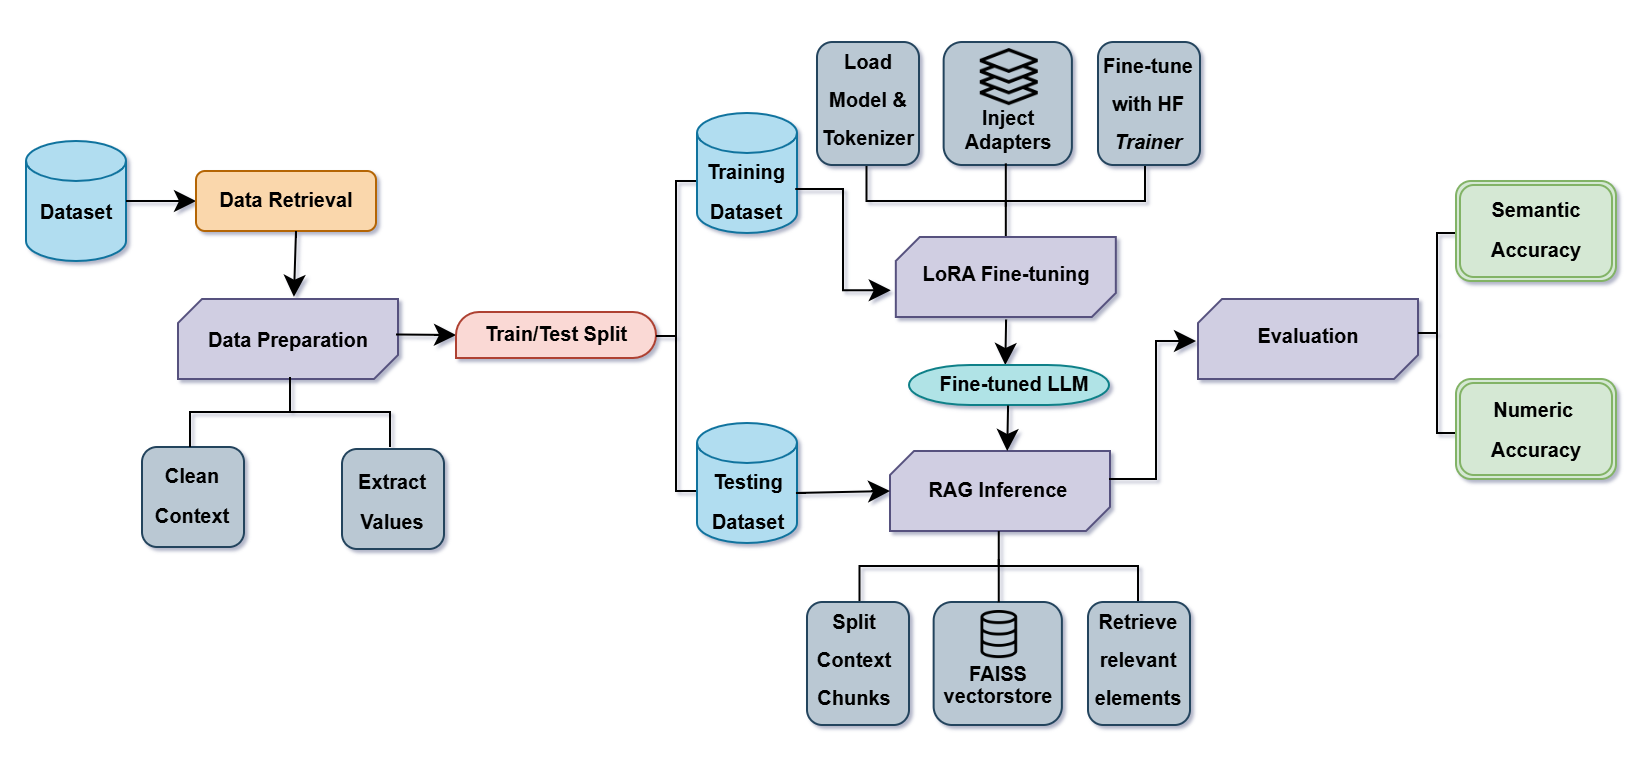 Dataset
Data Retrieval
Data Preparation
Clean
Context
Extract
Values
Train/Test Split
Training
Dataset
Testing
Dataset
Load
Model &
Tokenizer
Inject
Adapters
Fine-tune
with HF
Trainer
LoRA Fine-tuning
Fine-tuned LLM
RAG Inference
Split
Context
Chunks
FAISS
vectorstore
Retrieve
relevant
elements
Evaluation
Semantic
Accuracy
Numeric
Accuracy